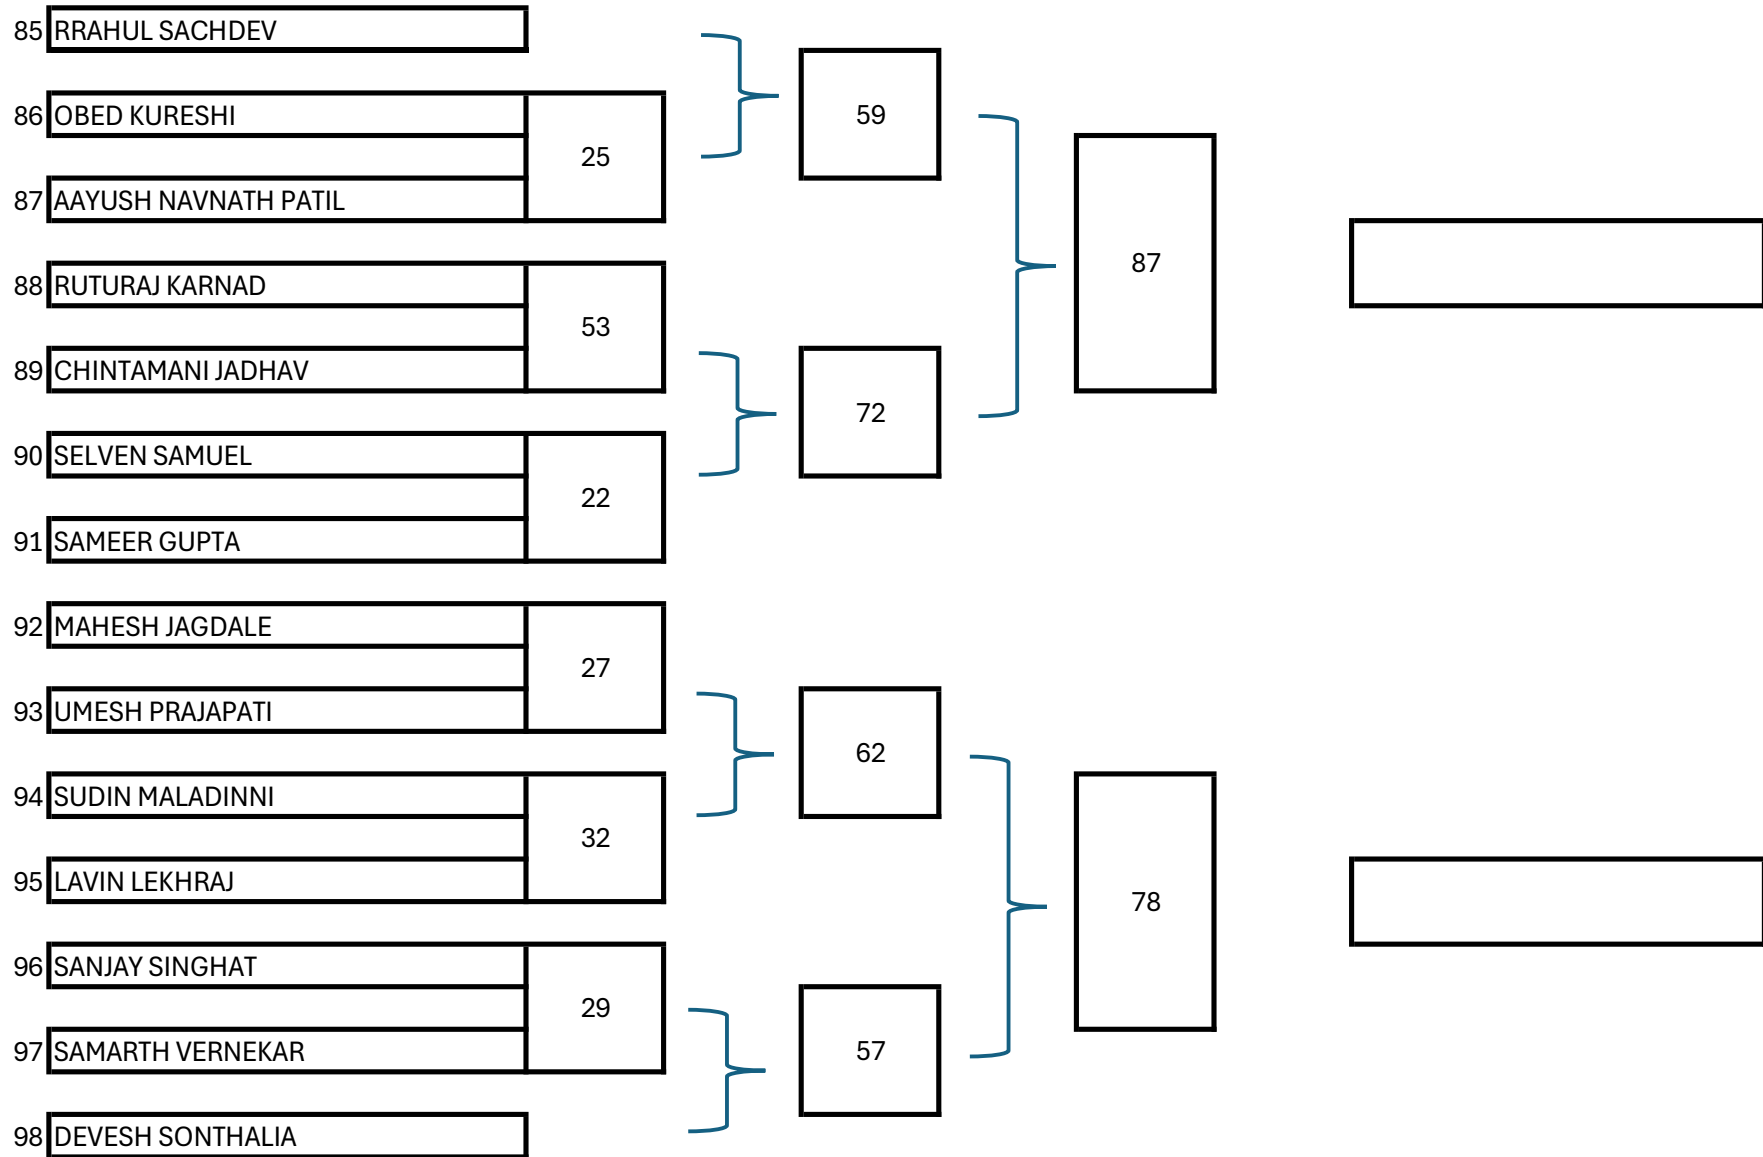 85 RRAHUL SACHDEV
86 OBED KURESHI
25
59
87 AAYUSH NAVNATH PATIL
88 RUTURAJ KARNAD
53
87
89 CHINTAMANI JADHAV
72
90 SELVEN SAMUEL
22
91 SAMEER GUPTA
92 MAHESH JAGDALE
27
93 UMESH PRAJAPATI
62
94 SUDIN MALADINNI
32
95 LAVIN LEKHRAJ
78
96 SANJAY SINGHAT
29
97 SAMARTH VERNEKAR
57
98 DEVESH SONTHALIA